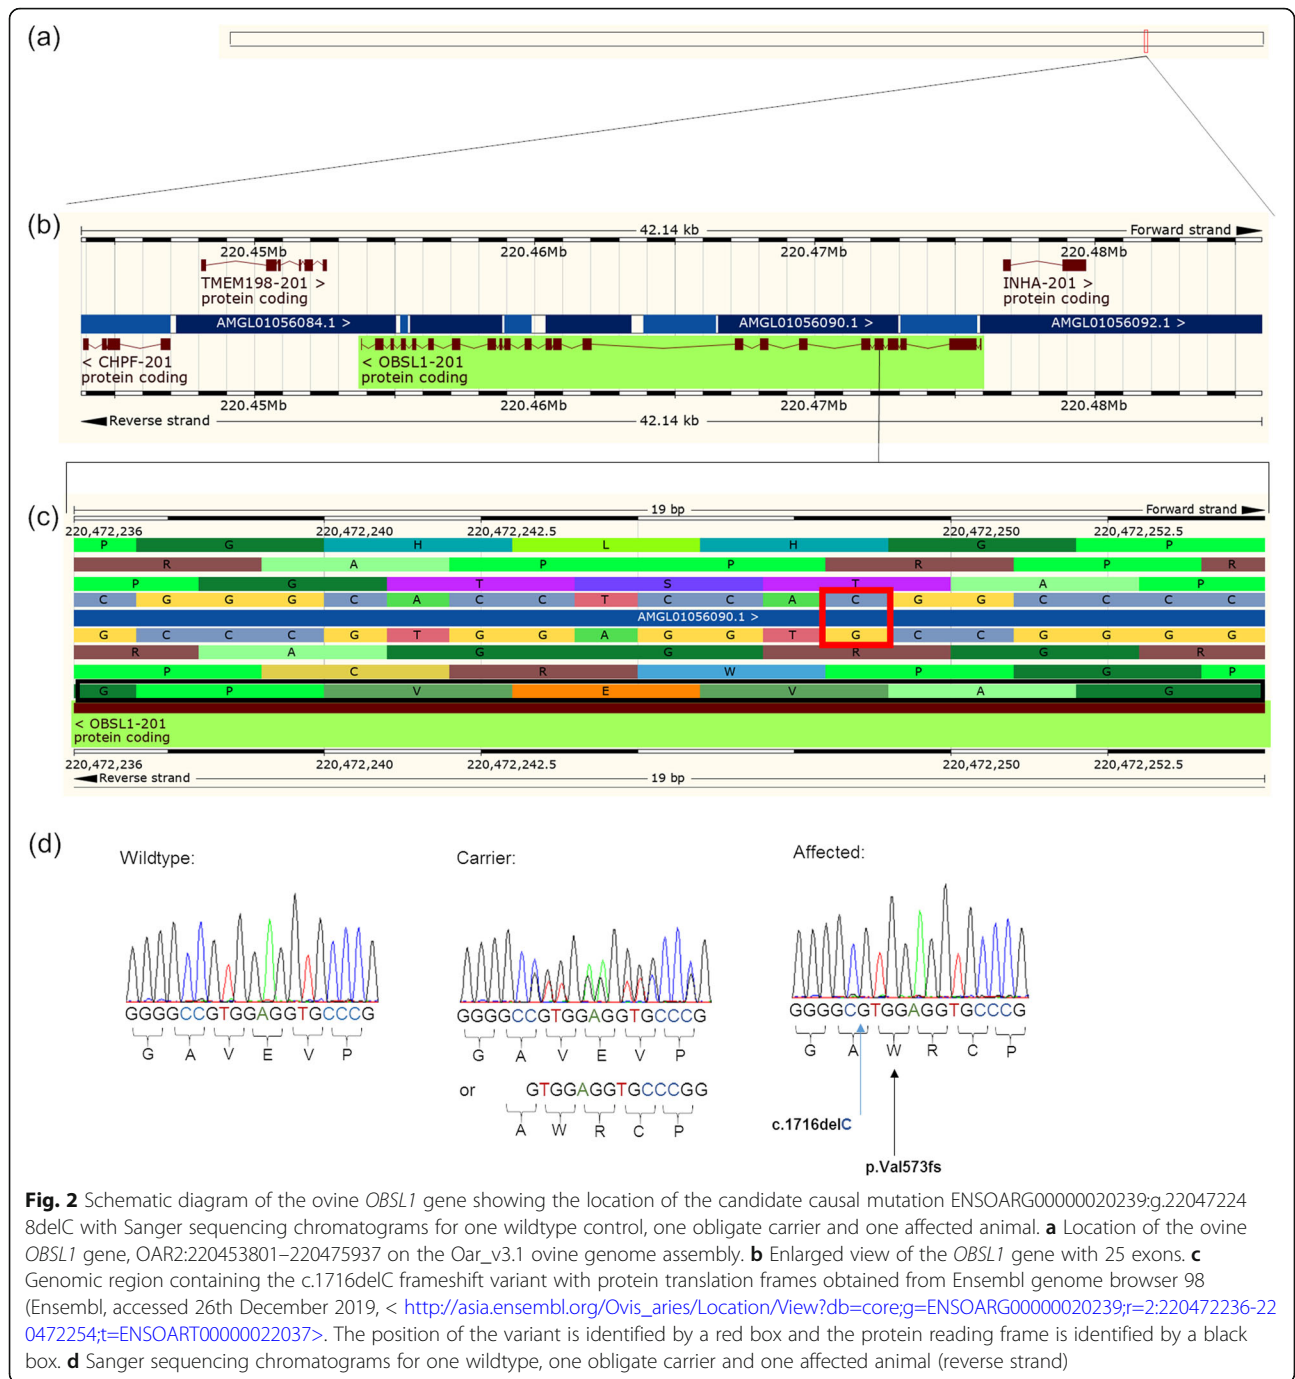 (a)
(b)
42.14 kb Forward strand
220.45Mb 220.46Mb 220.47Mb 220.48Mb
TMEM198-201 > INHA-201 >
protein coding protein coding
AMGL01056084.1 > AMGL01056090.1 > AMGL01056092.1 >
< CHPF-201 < OBSL1-201
protein coding protein coding
220.45Mb 220.46Mb 220.47Mb 220.48Mb
Reverse strand 42.14 kb
(c)
19 bp Forward strand
220,472,236 220,472,240 220,472,242.5 220,472,250 220,472,252.5
P G H L H G P
R A P P R P R
P G T S T A P
C G G G C A C C T C C A C G G C C C C
AMGL01056090.1 >
G C C C G T G G A G G T G C C G G G G
R A G G R G R
P C R W P G P
G P V E V A G
< OBSL1-201
protein coding
220,472,236 220,472,240 220,472,242.5 220,472,250 220,472,252.5
Reverse strand 19 bp
(d)
Wildtype: Carrier: Affected:
GGGGCCGTGGAGGTGCCCG GGGGCCGTGGAGGTGCCCG GGGGCGTGGAGGTGCCCG
G A V E V P G A V E V P G A W R C P
or GTGGAGGTGCCCGG
A W R C P
c.1716delC
p.Val573fs
Fig. 2 Schematic diagram of the ovine OBSL1 gene showing the location of the candidate causal mutation ENSOARG00000020239:g.22047224
8delC with Sanger sequencing chromatograms for one wildtype control, one obligate carrier and one affected animal. a Location of the ovine
OBSL1 gene, OAR2:220453801–220475937 on the Oar_v3.1 ovine genome assembly. b Enlarged view of the OBSL1 gene with 25 exons. c
Genomic region containing the c.1716delC frameshift variant with protein translation frames obtained from Ensembl genome browser 98
(Ensembl, accessed 26th December 2019, < http://asia.ensembl.org/Ovis_aries/Location/View?db=core;g=ENSOARG00000020239;r=2:220472236-22
0472254;t=ENSOART00000022037>. The position of the variant is identified by a red box and the protein reading frame is identified by a black
box. d Sanger sequencing chromatograms for one wildtype, one obligate carrier and one affected animal (reverse strand)